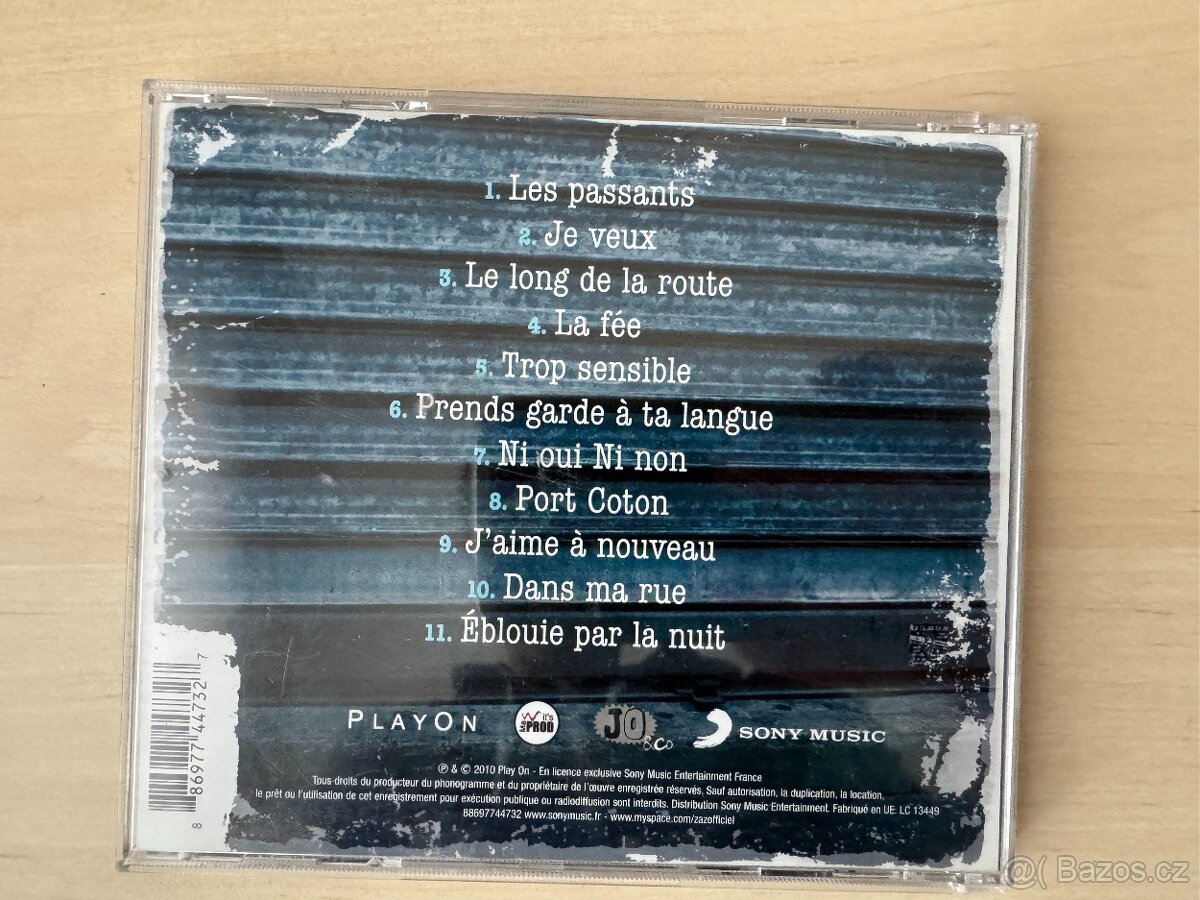 1. Les passants
2. Je veux
3. Le long de la route
4. La fée
5. Trop sensible
6. Prends garde à ta langue
7. Ni oui Ni non
8. Port Coton
9. J'aime à nouveau
10. Dans ma rue
11. Éblouie par la nuit
8 86977 44732 7
PLAYON
it's PROD
JO &Co
SONY MUSIC
℗ & © 2010 Play On - En licence exclusive Sony Music Entertainment France
Tous droits du producteur du phonogramme et du propriétaire de l'œuvre enregistrée réservés. Sauf autorisation, la duplication, la location,
le prêt ou l'utilisation de cet enregistrement pour exécution publique ou radiodiffusion sont interdits. Distribution Sony Music Entertainment. Fabriqué en UE. LC 13449
88697744732 www.sonymusic.fr - www.myspace.com/zazofficiel
@( Bazos.cz